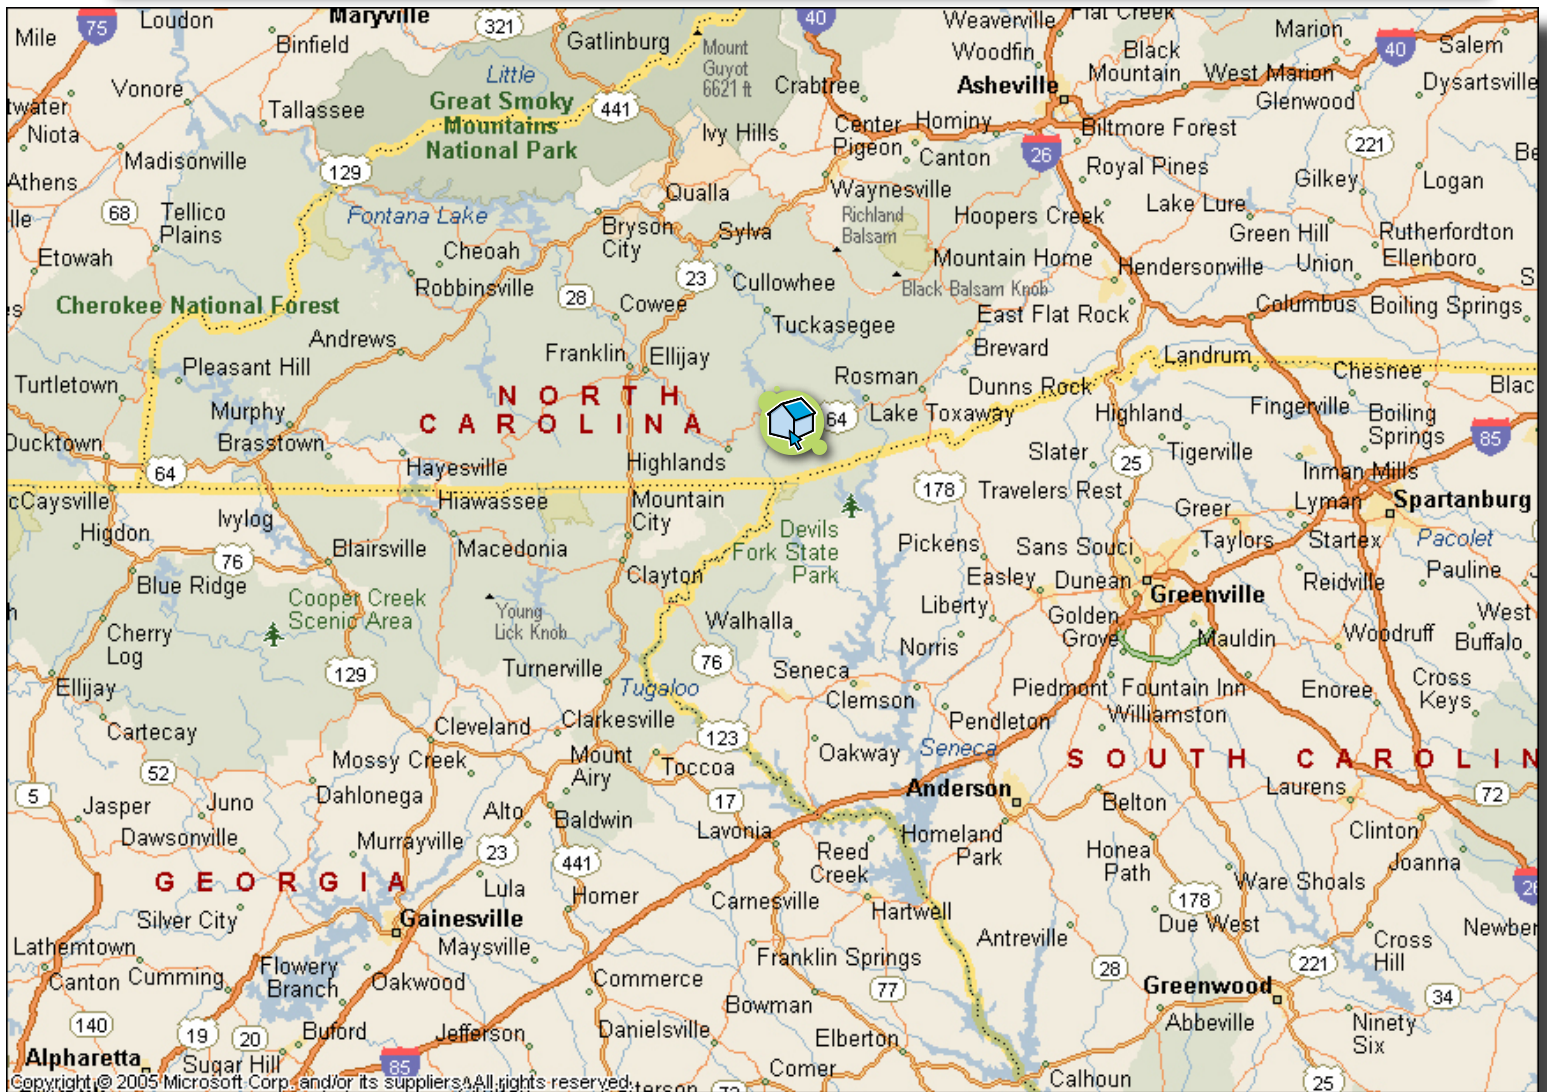 Loudon
Maryville
321
40
Weaverville
Flat Creek
Marion
40
Salem
75
Mile
Binfield
Gatlinburg
Mount
Guyot
6621 ft
Woodfin
Black
Mountain
West Marion
Dysartsville
Vonore
Little
Crabtree
Asheville
Glenwood
twater
Tallassee
Great Smoky
Mountains
National Park
441
Niota
Ivy Hills
Center
Pigeon
Hominy
Biltmore Forest
221
Be
Madisonville
129
Canton
26
Royal Pines
Athens
Qualla
Waynesville
Gilkey
Logan
lle
68
Tellico
Plains
Fontana Lake
Richland
Balsam
Hoopers Creek
Lake Lure
Bryson
City
Sylva
Green Hill
Rutherfordton
Etowah
Cheoah
Mountain Home
Hendersonville
Union
Ellenboro
S
Robbinsville
28
23
Cullowhee
Black Balsam Knob
es
Cherokee National Forest
Cowee
Columbus
Boiling Springs
Tuckasegee
East Flat Rock
Andrews
Franklin
Ellijay
Brevard
Landrum
Pleasant Hill
Chesnee
Turtletown
Rosman
Dunns Rock
Blac
NORTH
CAROLINA
Murphy
64
Lake Toxaway
Highland
Fingerville
Boiling
Springs
85
Ducktown
Brasstown
Slater
25
Tigerville
64
Hayesville
Highlands
Inman Mills
cCaysville
Hiawassee
Mountain
City
178
Travelers Rest
Lyman
Spartanburg
Higdon
Ivylog
Greer
Devils
Fork State
Park
Pickens
Sans Souci
Taylors
Startex
Pacolet
76
Blairsville
Macedonia
Blue Ridge
Clayton
Easley
Dunean
Reidville
Pauline
J
h
Cooper Creek
Scenic Area
Young
Lick Knob
Walhalla
Liberty
Greenville
West
Golden
Grove
Mauldin
Woodruff
Buffalo
Cherry
Log
Norris
129
Turnerville
76
Seneca
Ellijay
Tugaloo
Clemson
Piedmont
Fountain Inn
Enoree
Cross
Keys
Cartecay
Cleveland
Clarkesville
Pendleton
Williamston
123
Oakway
Seneca
SOUTH CAROLIN
Mossy Creek
Mount
Airy
Toccoa
52
5
Dahlonega
17
Anderson
Belton
Laurens
72
Jasper
Juno
Alto
Baldwin
Dawsonville
Lavonia
Homeland
Park
Clinton
Murrayville
23
441
Reed
Creek
Honea
Path
Joanna
GEORGIA
Lula
Homer
Carnesville
Ware Shoals
26
Silver City
Gainesville
Hartwell
178
Due West
Newber
Lathemtown
Maysville
Antreville
Cross
Hill
Canton
Cumming
Flowery
Branch
Oakwood
Commerce
Franklin Springs
28
221
77
Greenwood
34
Bowman
140
19
20
Buford
Jefferson
Danielsville
Elberton
Abbeville
Ninety
Six
Alpharetta
Sugar Hill
85
Comer
Calhoun
25
Copyright © 2005 Microsoft Corp. and/or its suppliers. All rights reserved.
terson
72